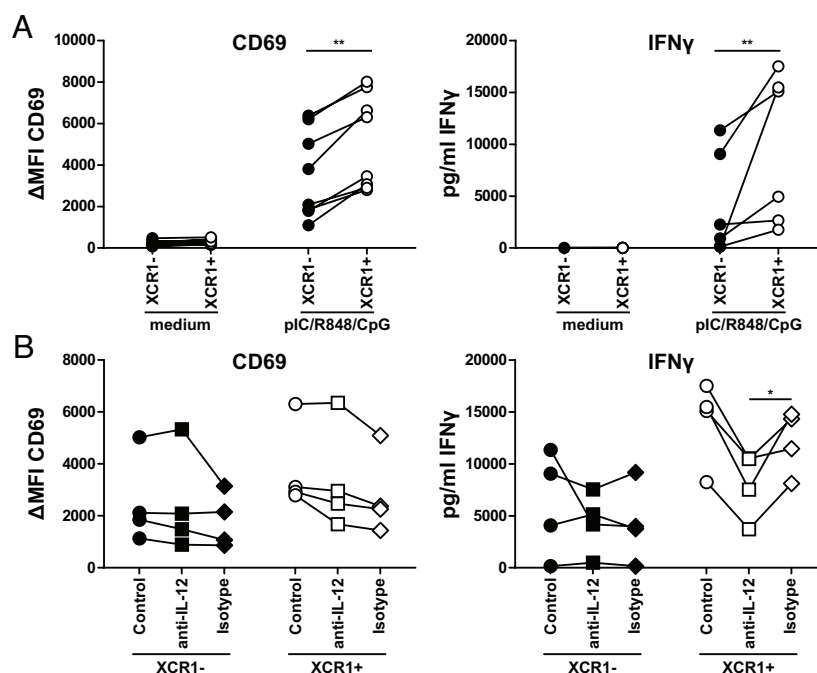 A
CD69
**
ΔMFI CD69
10000
8000
6000
4000
2000
0
XCR1-
XCR1+
XCR1-
XCR1+
medium
pIC/R848/CpG
IFNγ
**
pg/ml IFNγ
20000
15000
10000
5000
0
XCR1-
XCR1+
XCR1-
XCR1+
medium
pIC/R848/CpG
B
CD69
ΔMFI CD69
8000
6000
4000
2000
0
Control
anti-IL-12
Isotype
Control
anti-IL-12
Isotype
XCR1-
XCR1+
IFNγ
*
pg/ml IFNγ
20000
15000
10000
5000
0
Control
anti-IL-12
Isotype
Control
anti-IL-12
Isotype
XCR1-
XCR1+